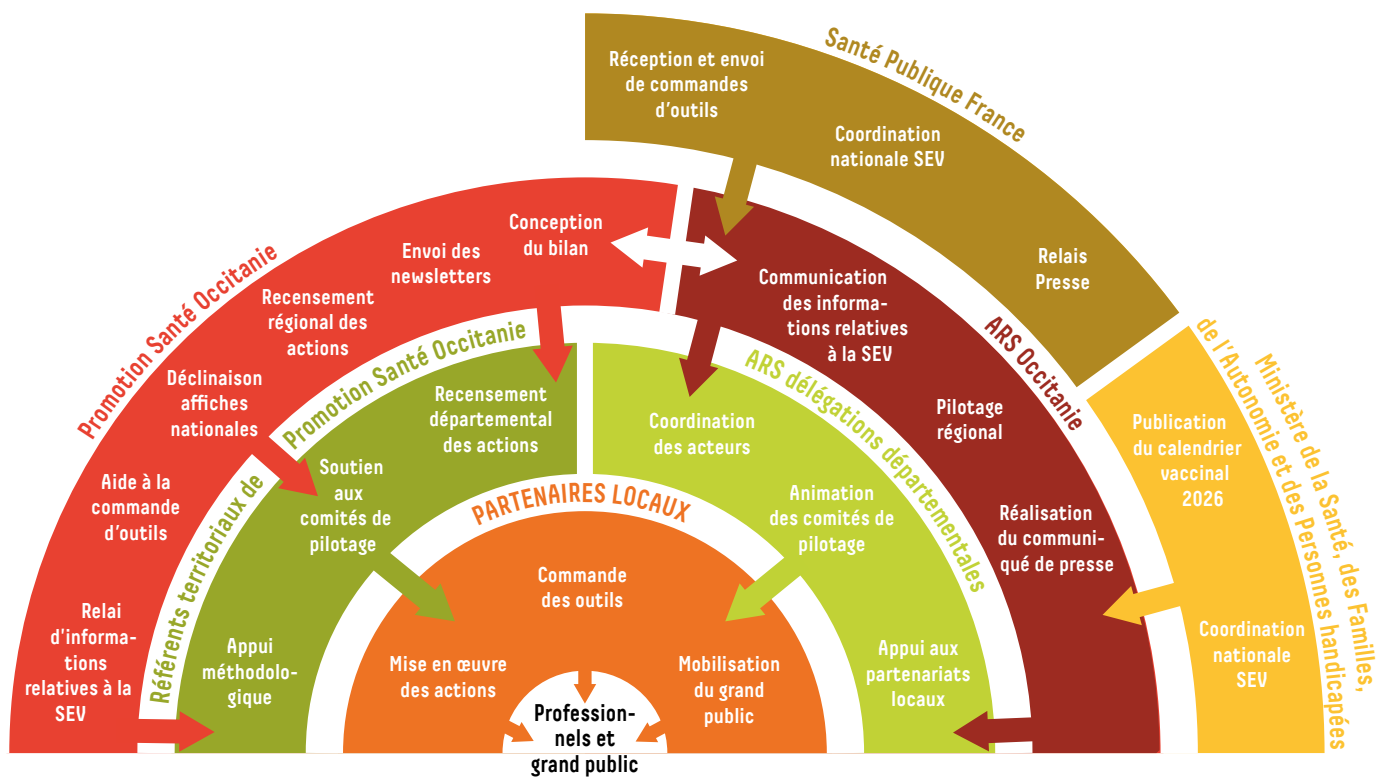 Santé Publique France
Réception et envoi
de commandes
d'outils
Coordination
nationale SEV
Relais
Presse
Ministère de la Santé, des Familles,
de l'Autonomie et des Personnes handicapées
Publication
du calendrier
vaccinal
2026
Coordination
nationale
SEV
Promotion Santé Occitanie
Conception
du bilan
Envoi des
newsletters
Recensement
régional des
actions
Déclinaison
affiches
nationales
Aide à la
commande
d'outils
Relai
d'informa-
tions
relatives à la
SEV
ARS Occitanie
Communication
des informa-
tions relatives
à la SEV
Pilotage
régional
Réalisation
du communi-
qué de presse
Référents territoriaux de
Promotion Santé Occitanie
Recensement
départemental
des actions
Soutien
aux
comités de
pilotage
Appui
méthodolo-
gique
ARS délégations départementales
Coordination
des acteurs
Animation
des comités de
pilotage
Appui aux
partenariats
locaux
PARTENAIRES LOCAUX
Commande
des outils
Mise en œuvre
des actions
Mobilisation
du grand
public
Profession-
nels et
grand public